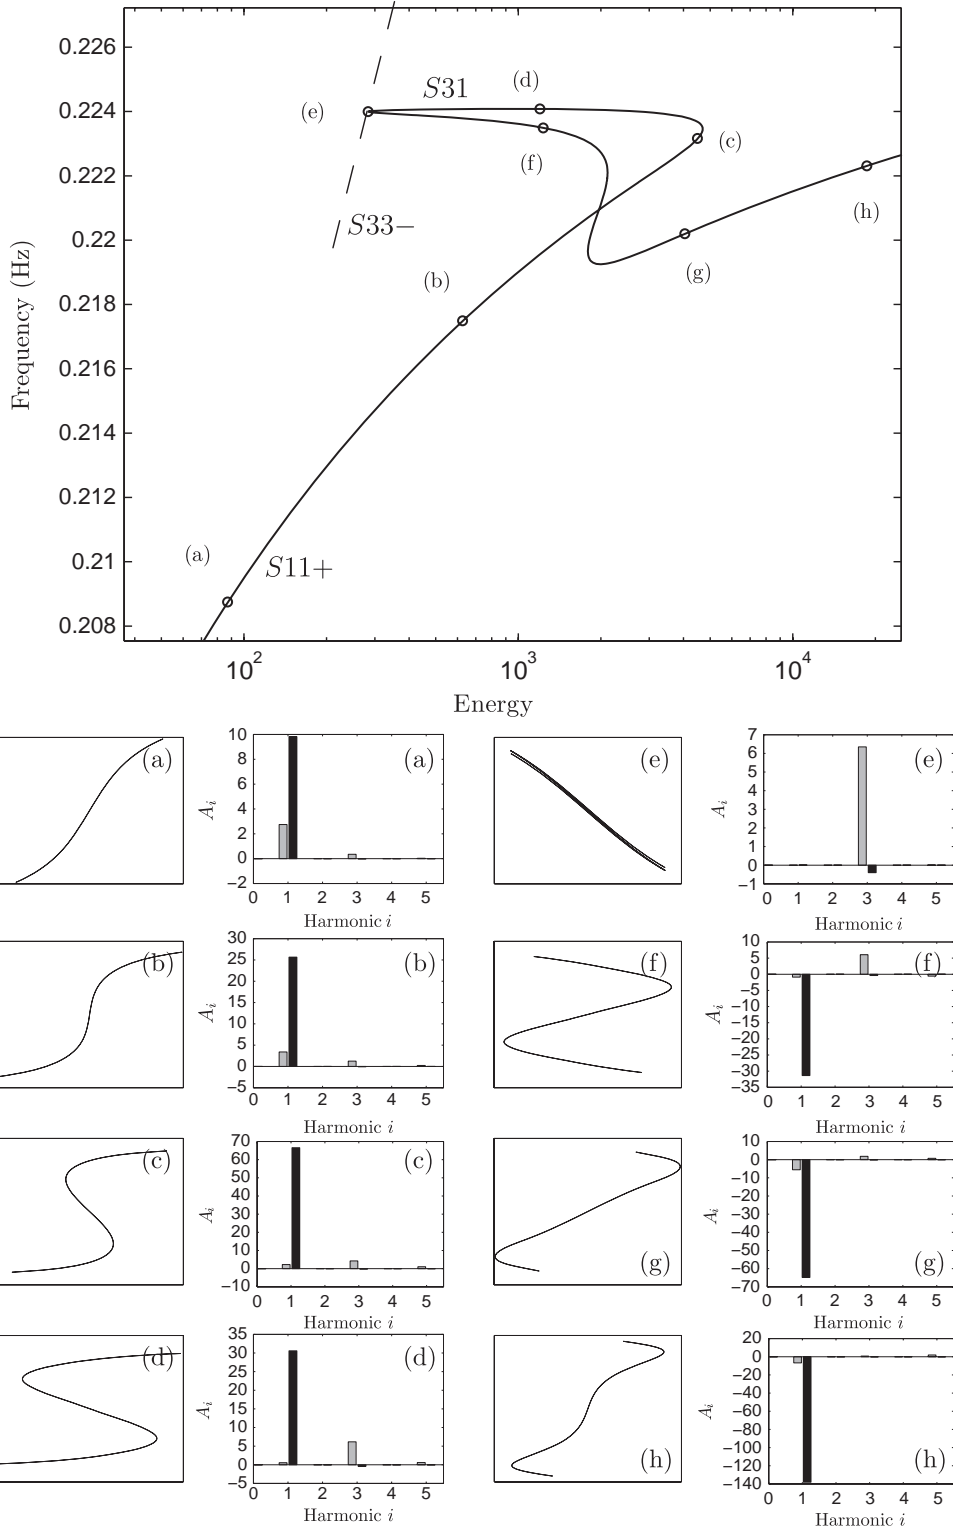 0.226
0.224
0.222
0.22
0.218
0.216
0.214
0.212
0.21
0.208
Frequency (Hz)
10² 10³ 10⁴
Energy
(a)
(b)
(c)
(d)
(e)
(f)
(g)
(h)
S31
S33−
S11+
(a)
10
8
6
4
2
0
−2
A_i
(a)
0 1 2 3 4 5
Harmonic i
(e)
7
6
5
4
3
2
1
0
−1
A_i
(e)
0 1 2 3 4 5
Harmonic i
(b)
30
25
20
15
10
5
0
−5
A_i
(b)
0 1 2 3 4 5
Harmonic i
(f)
10
5
0
−5
−10
−15
−20
−25
−30
−35
A_i
(f)
0 1 2 3 4 5
Harmonic i
(c)
70
60
50
40
30
20
10
0
−10
A_i
(c)
0 1 2 3 4 5
Harmonic i
(g)
10
0
−10
−20
−30
−40
−50
−60
−70
A_i
(g)
0 1 2 3 4 5
Harmonic i
(d)
35
30
25
20
15
10
5
0
−5
A_i
(d)
0 1 2 3 4 5
Harmonic i
(h)
20
0
−20
−40
−60
−80
−100
−120
−140
A_i
(h)
0 1 2 3 4 5
Harmonic i